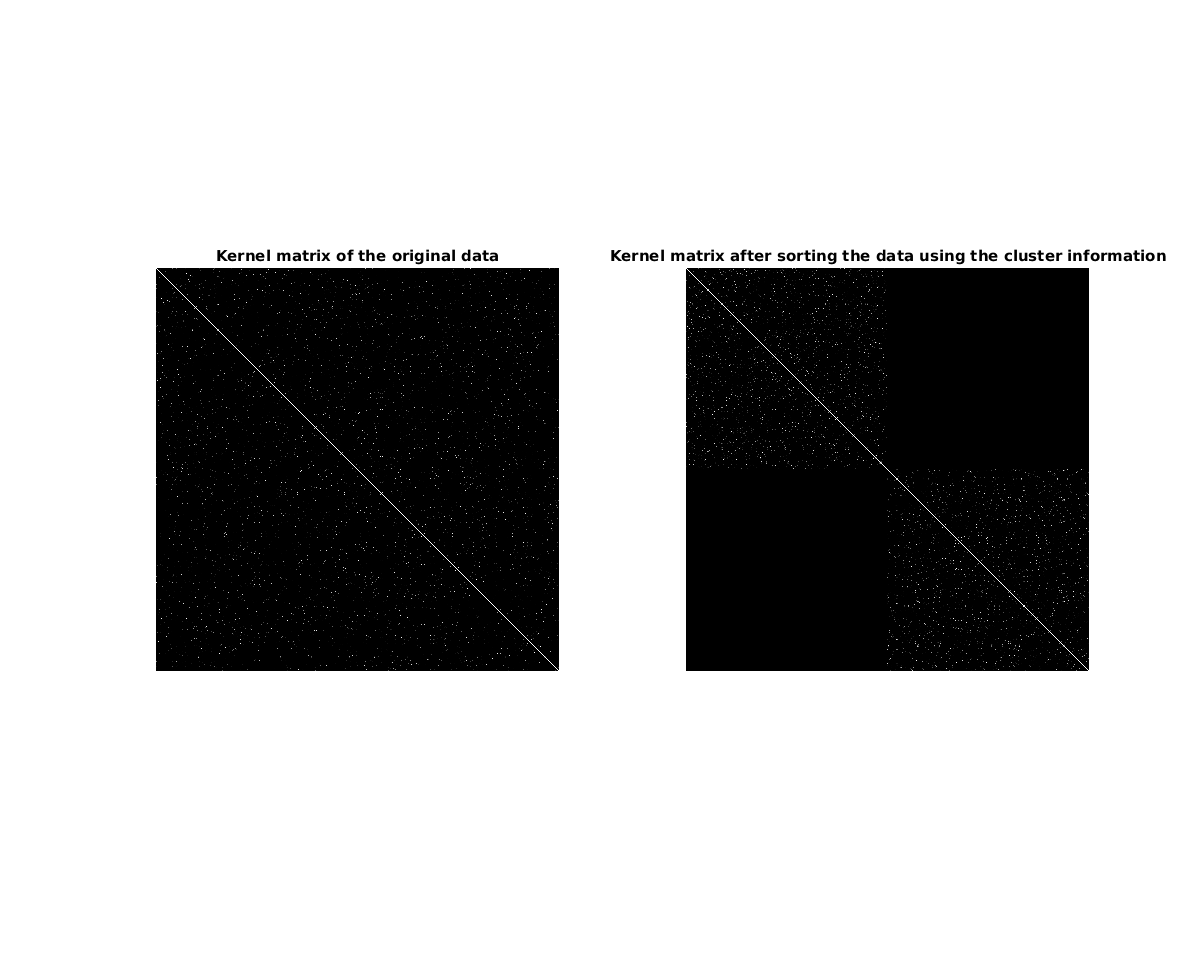 Kernel matrix of the original data
Kernel matrix after sorting the data using the cluster information